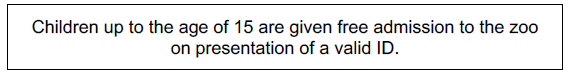 Children up to the age of 15 are given free admission to the zoo
on presentation of a valid ID.